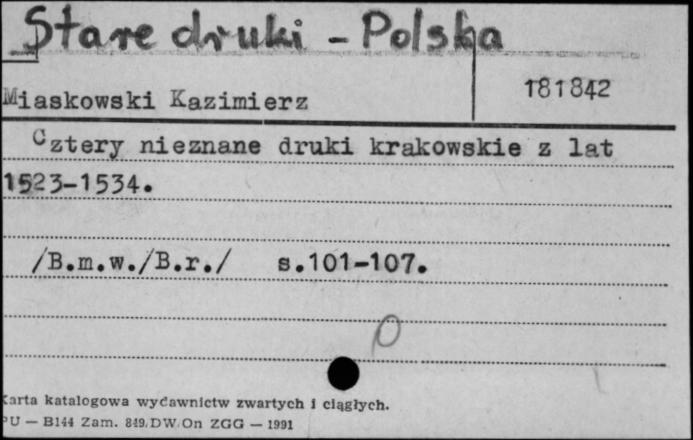 Stare druki - Polska
Miaskowski Kazimierz 181842
Cztery nieznane druki krakowskie z lat
1523-1534.
/B.m.w./B.r./ s.101-107.
O
Karta katalogowa wydawnictw zwartych i ciągłych.
PU — B144 Zam. 849/DW/On ZGG — 1991